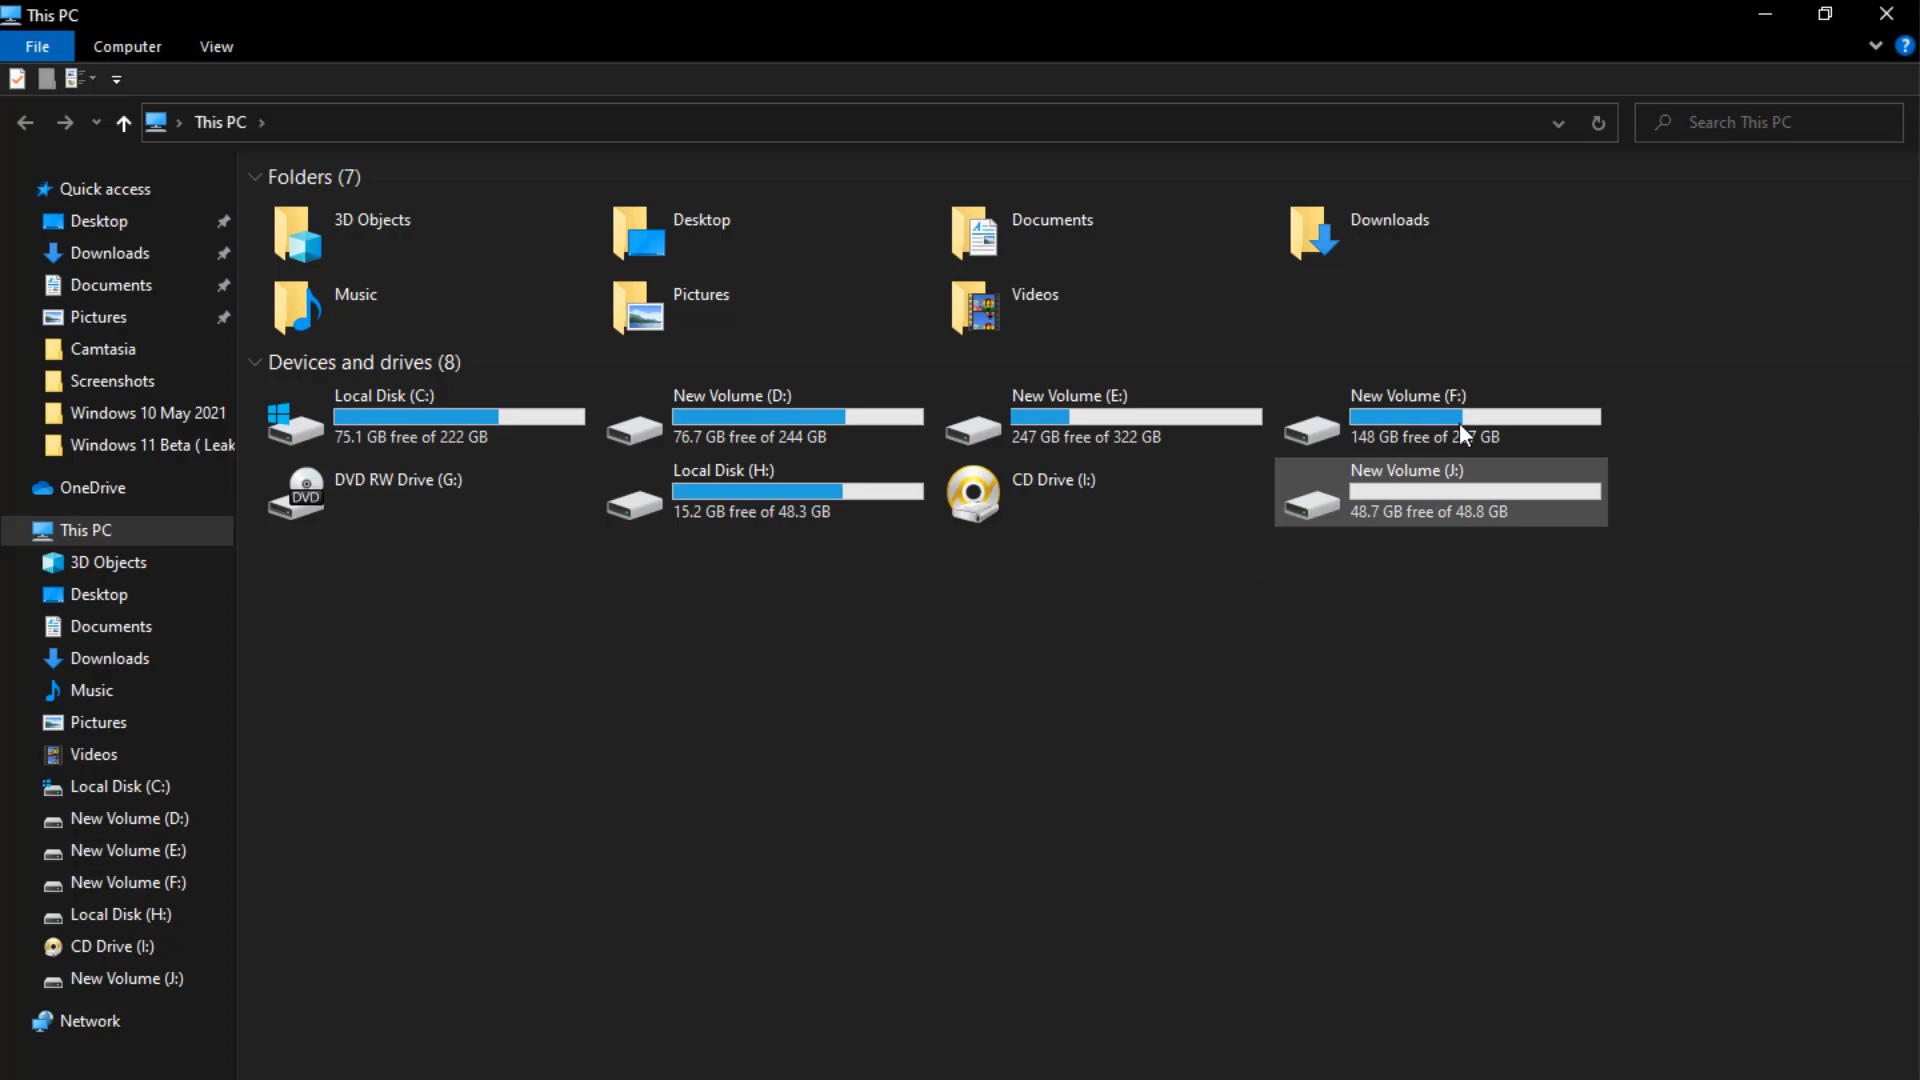 This PC
File
Computer
View
This PC
Search This PC
Quick access
Desktop
Downloads
Documents
Pictures
Camtasia
Screenshots
Windows 10 May 2021
Windows 11 Beta ( Leak
OneDrive
This PC
3D Objects
Desktop
Documents
Downloads
Music
Pictures
Videos
Local Disk (C:)
New Volume (D:)
New Volume (E:)
New Volume (F:)
Local Disk (H:)
CD Drive (I:)
New Volume (J:)
Network
Folders (7)
3D Objects
Desktop
Documents
Downloads
Music
Pictures
Videos
Devices and drives (8)
Local Disk (C:)
75.1 GB free of 222 GB
New Volume (D:)
76.7 GB free of 244 GB
New Volume (E:)
247 GB free of 322 GB
New Volume (F:)
148 GB free of GB
DVD RW Drive (G:)
DVD
Local Disk (H:)
15.2 GB free of 48.3 GB
CD Drive (I:)
New Volume (J:)
48.7 GB free of 48.8 GB